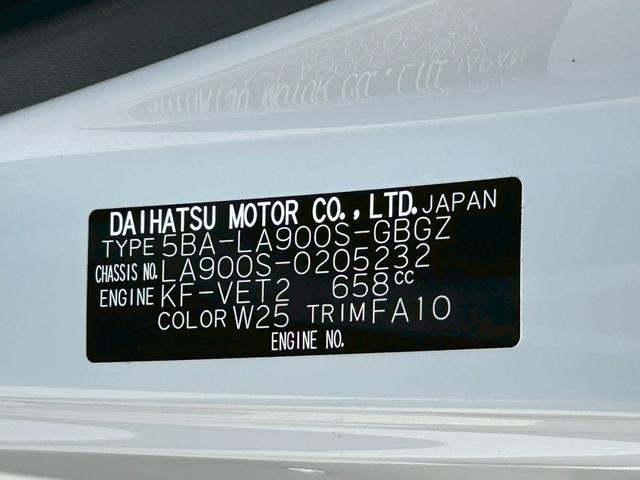 DAIHATSU MOTOR CO., LTD. JAPAN
TYPE 5BA-LA900S-GBGZ
CHASSIS NO. LA900S-0205232
ENGINE KF-VET2 658cc
COLOR W25 TRIM FA10
ENGINE NO.